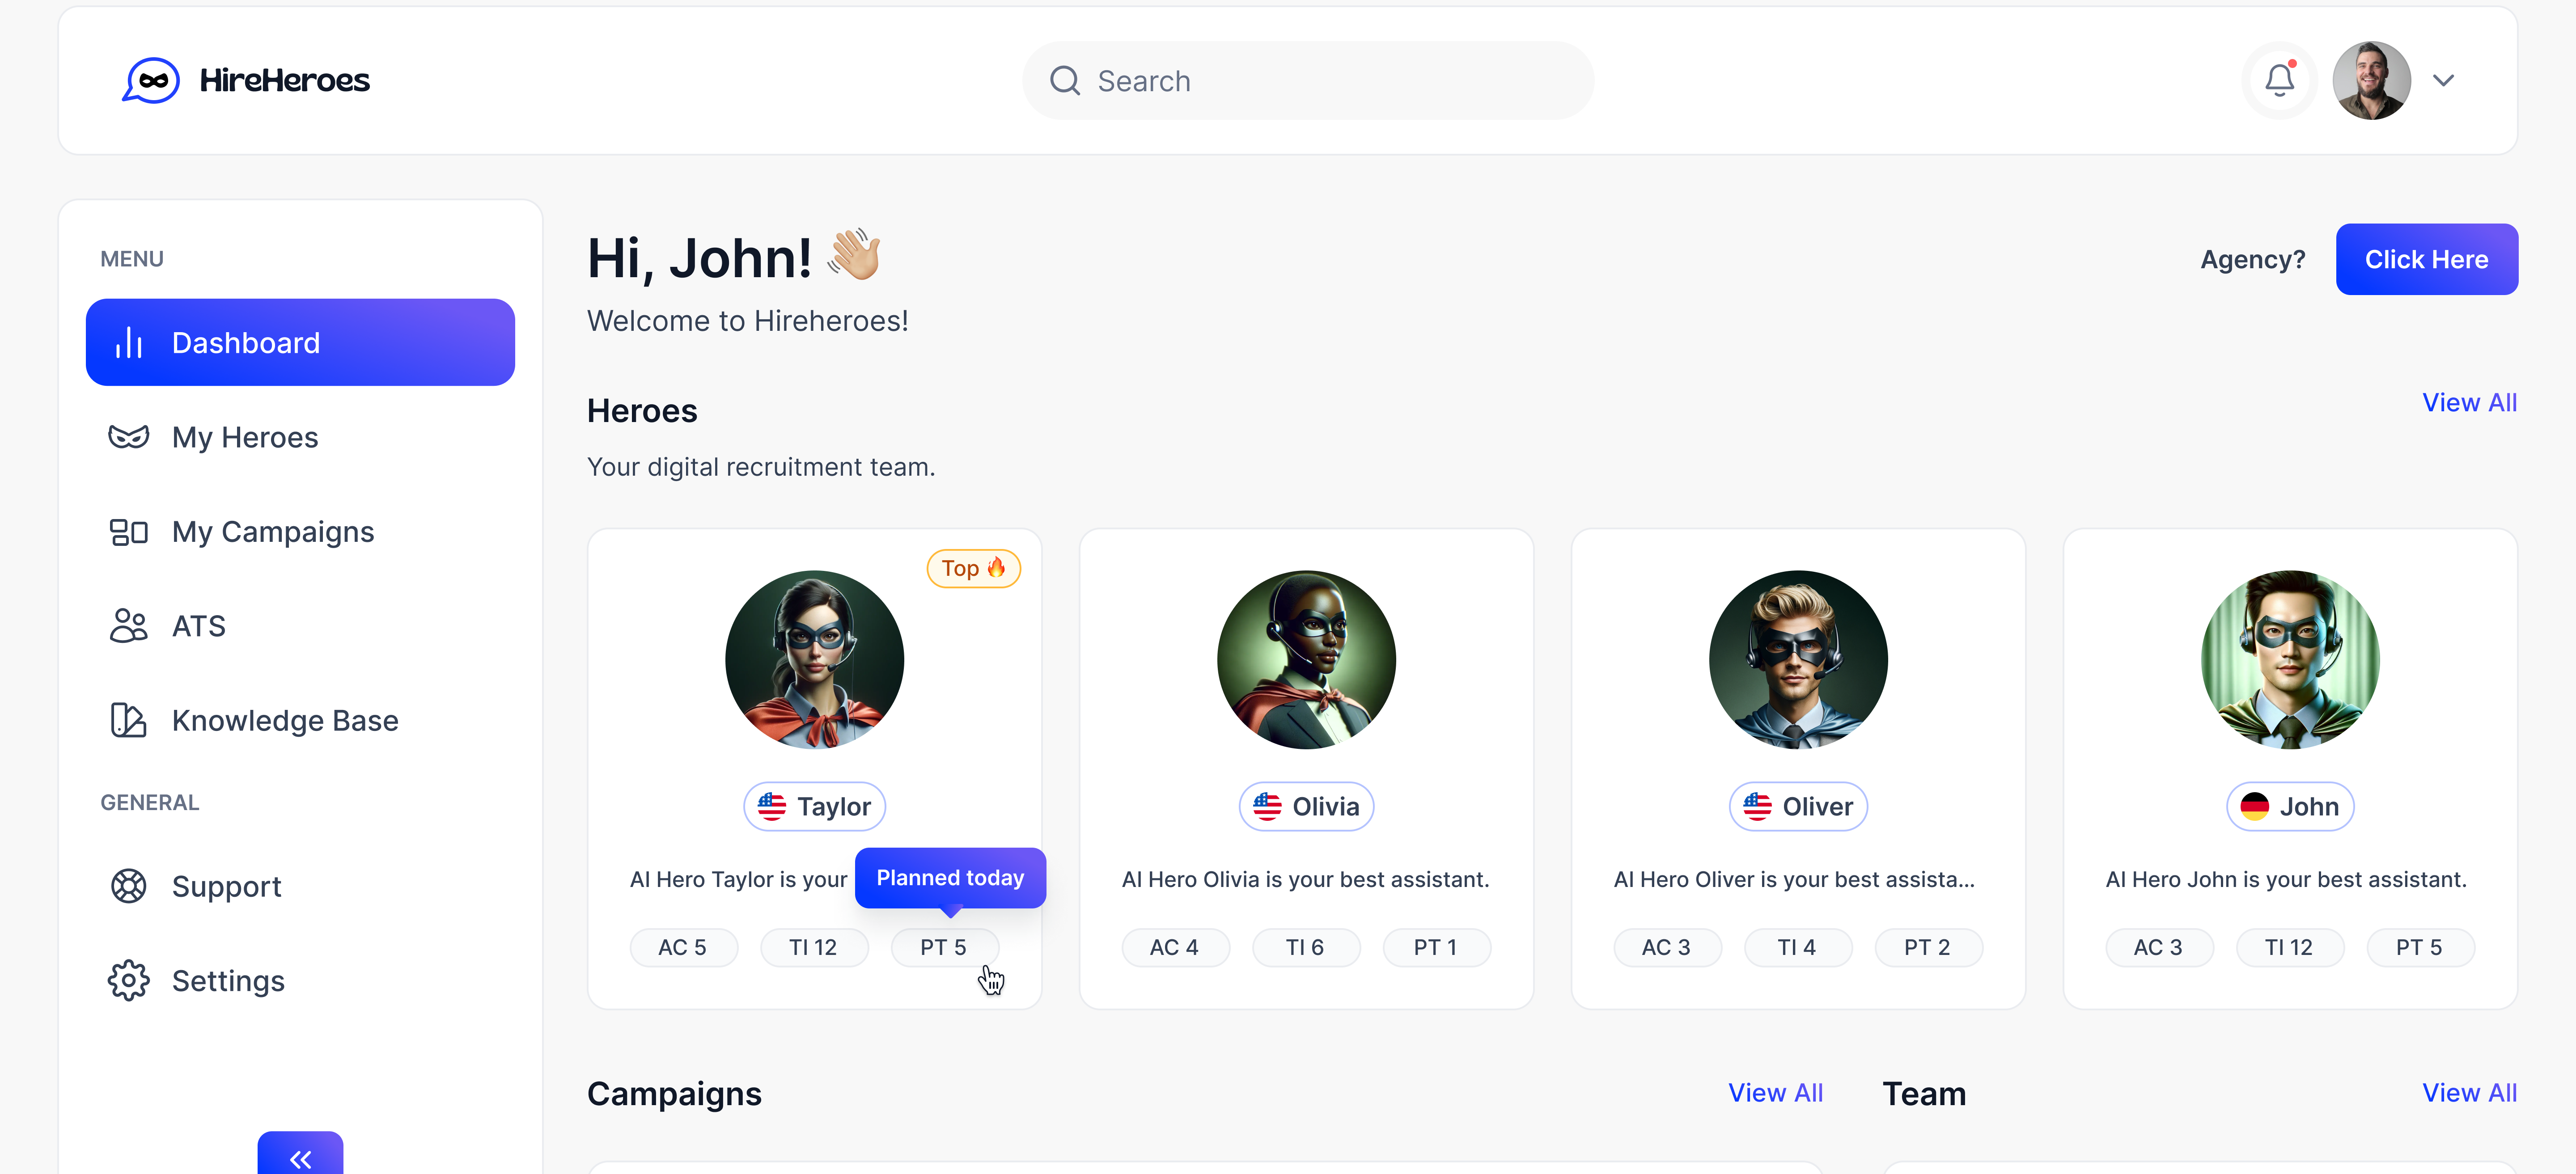 HireHeroes
Search
MENU
Dashboard
My Heroes
My Campaigns
ATS
Knowledge Base
GENERAL
Support
Settings
Hi, John! 👋🏼
Welcome to Hireheroes!
Agency?
Click Here
Heroes
View All
Your digital recruitment team.
Top 🔥
Taylor
AI Hero Taylor is your
Planned today
AC 5
TI 12
PT 5
Olivia
AI Hero Olivia is your best assistant.
AC 4
TI 6
PT 1
Oliver
AI Hero Oliver is your best assista...
AC 3
TI 4
PT 2
John
AI Hero John is your best assistant.
AC 3
TI 12
PT 5
Campaigns
View All
Team
View All